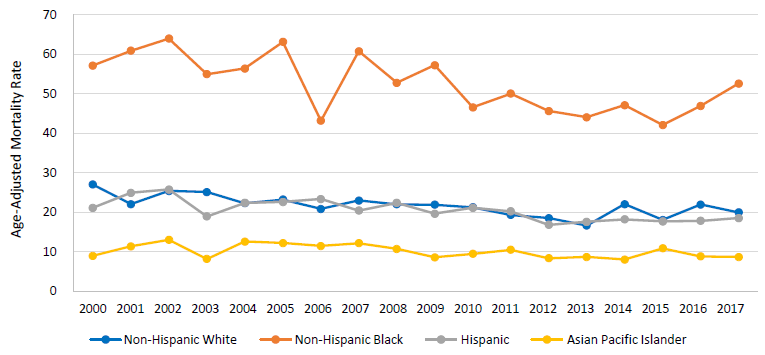 70
60
50
40
30
20
10
0
Age-Adjusted Mortality Rate
2000 2001 2002 2003 2004 2005 2006 2007 2008 2009 2010 2011 2012 2013 2014 2015 2016 2017
Non-Hispanic White Non-Hispanic Black Hispanic Asian Pacific Islander